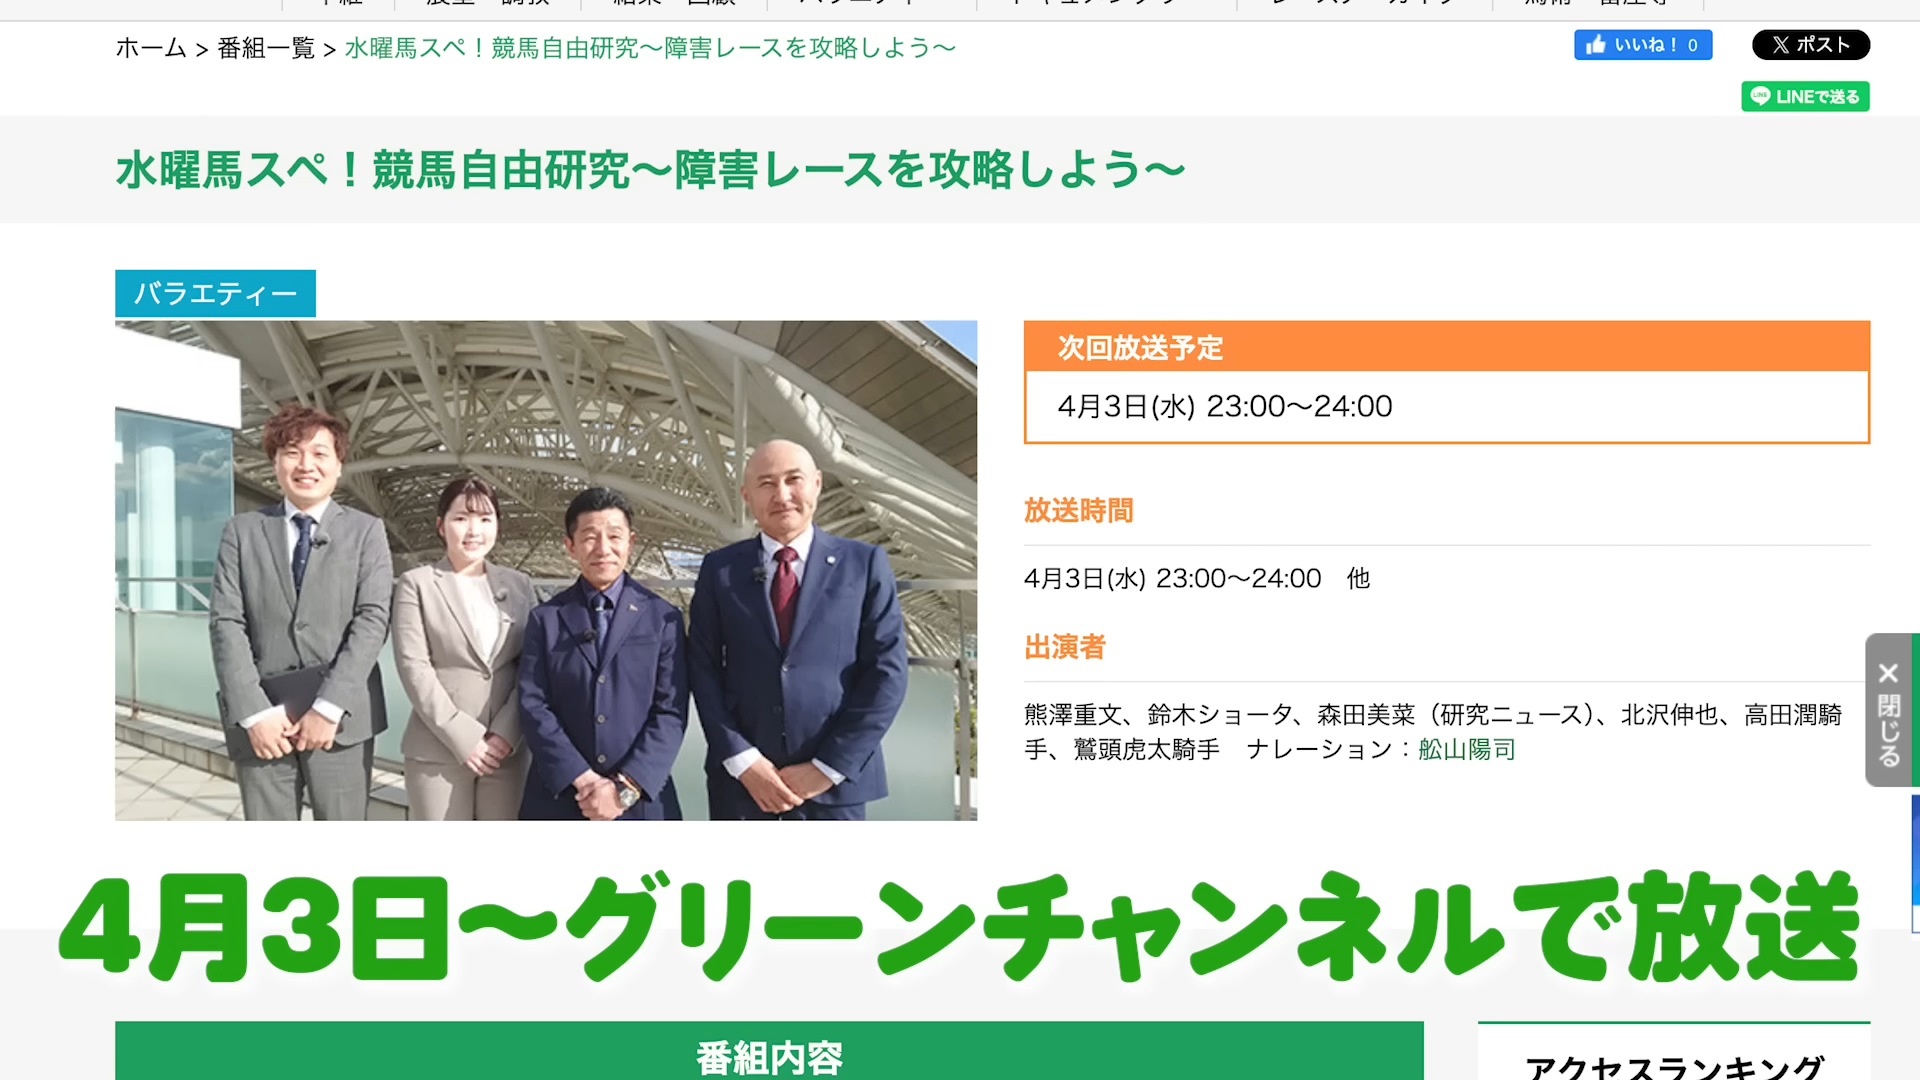 ホーム > 番組一覧 > 水曜馬スペ！競馬自由研究～障害レースを攻略しよう～
いいね！ 0
ポスト
LINEで送る
水曜馬スペ！競馬自由研究～障害レースを攻略しよう～
バラエティー
次回放送予定
4月3日(水) 23:00～24:00
放送時間
4月3日(水) 23:00～24:00　他
出演者
熊澤重文、鈴木ショータ、森田美菜（研究ニュース）、北沢伸也、高田潤騎
手、鷲頭虎太騎手　ナレーション：舩山陽司
× 閉じる
4月3日～グリーンチャンネルで放送
番組内容
アクセスランキング